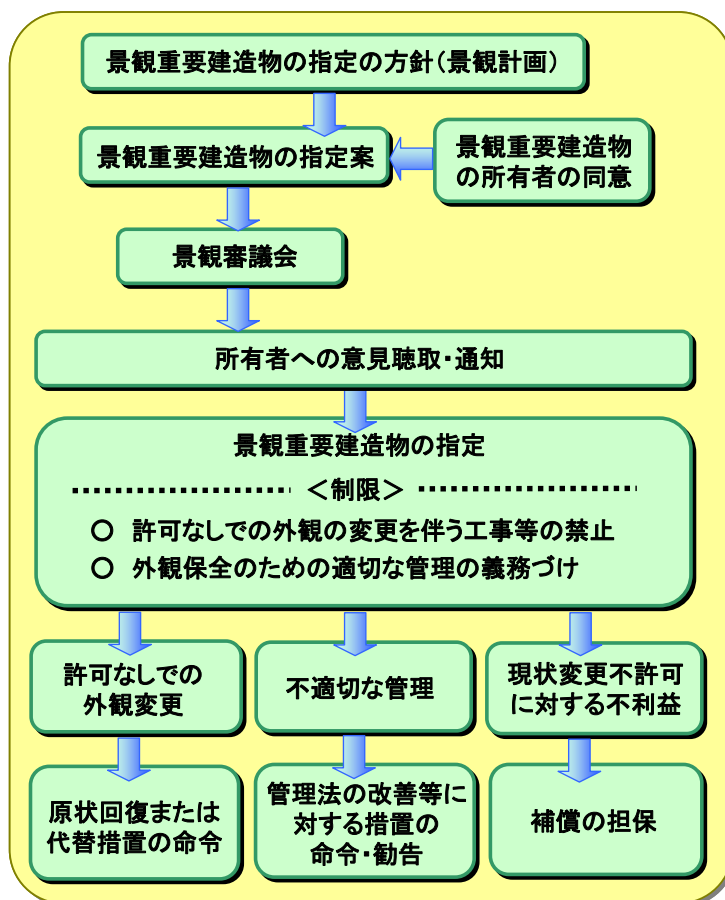 景観重要建造物の指定の方針（景観計画）
景観重要建造物の指定案
景観重要建造物
の所有者の同意
景観審議会
所有者への意見聴取・通知
景観重要建造物の指定
＜制限＞
○ 許可なしでの外観の変更を伴う工事等の禁止
○ 外観保全のための適切な管理の義務づけ
許可なしでの
外観変更
不適切な管理
現状変更不許可
に対する不利益
原状回復または
代替措置の命令
管理法の改善等に
対する措置の
命令・勧告
補償の担保